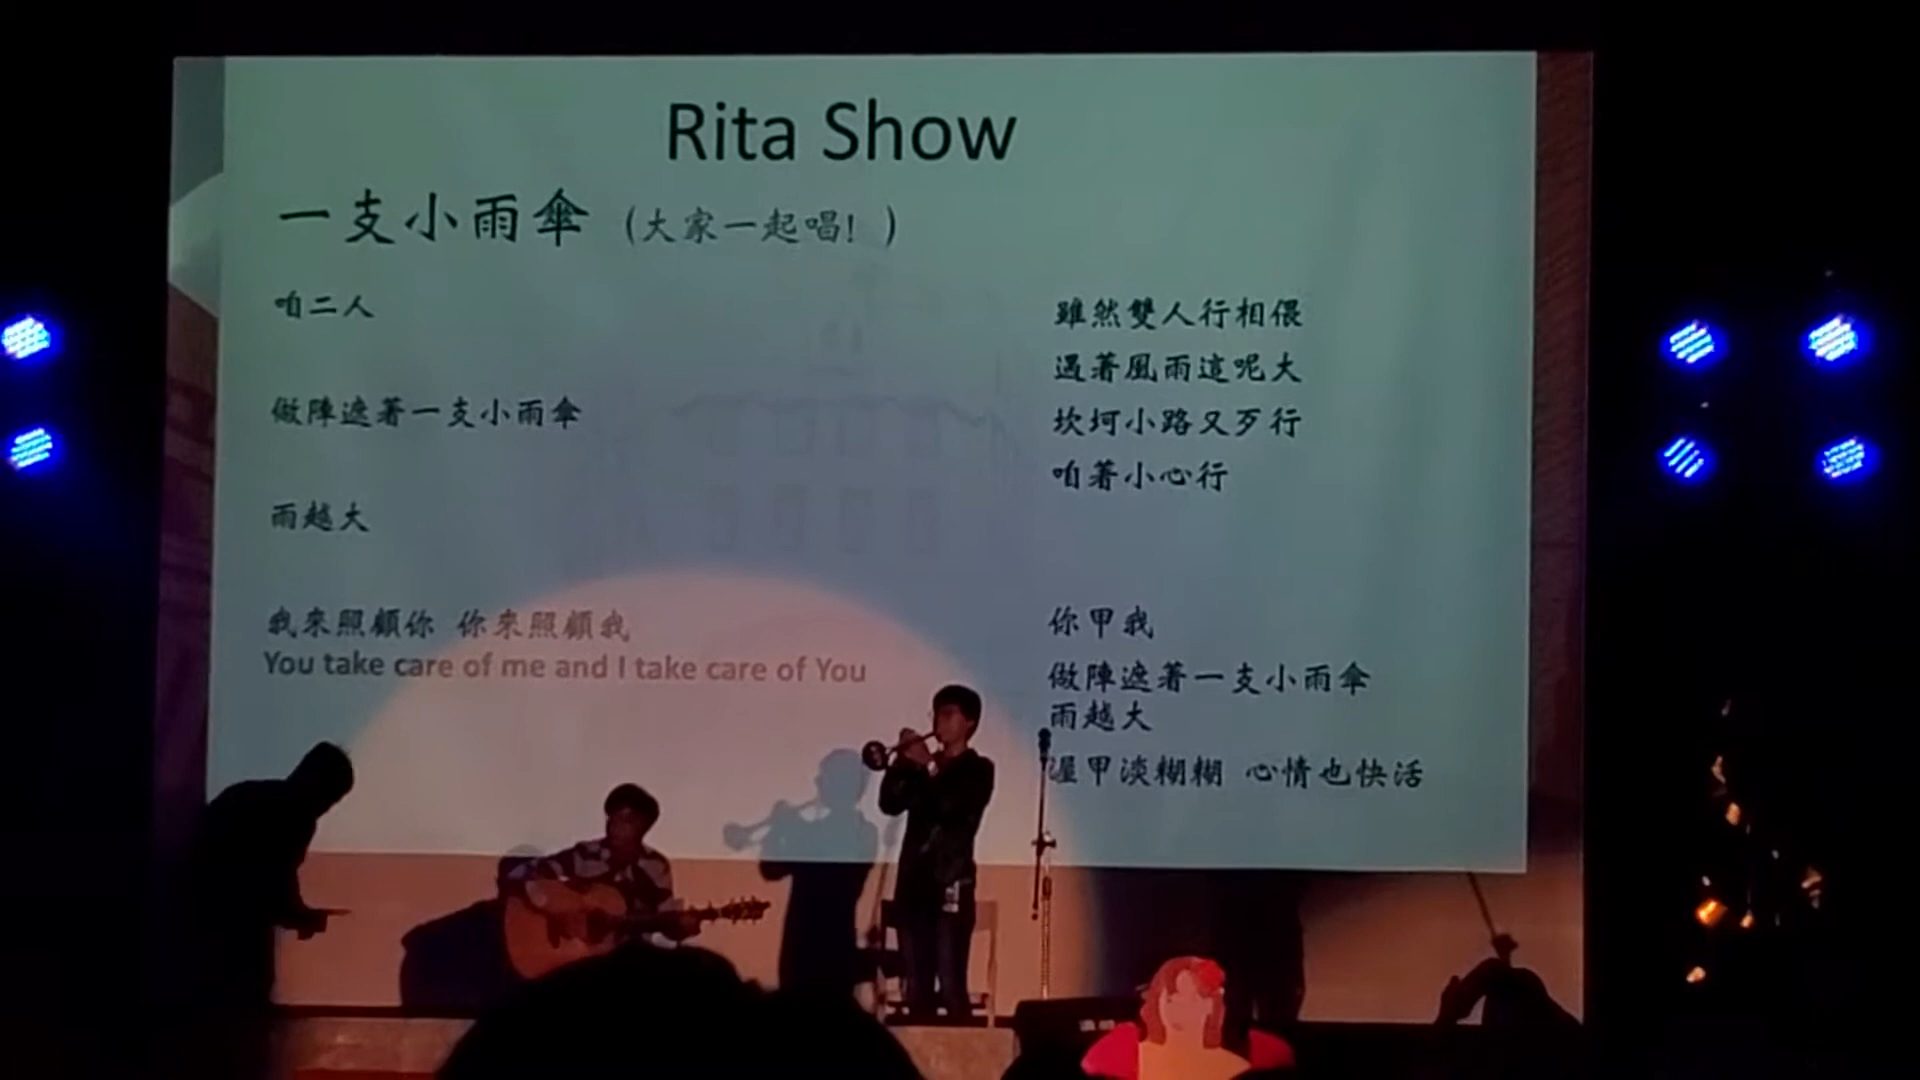 Rita Show
一支小雨傘 (大家一起唱! )
咱二人
做陣遮著一支小雨傘
雨越大
我來照顧你 你來照顧我
You take care of me and I take care of You
雖然雙人行相偎
遇著風雨這呢大
坎坷小路又歹行
咱著小心行
你甲我
做陣遮著一支小雨傘
雨越大
渥甲淡糊糊 心情也快活